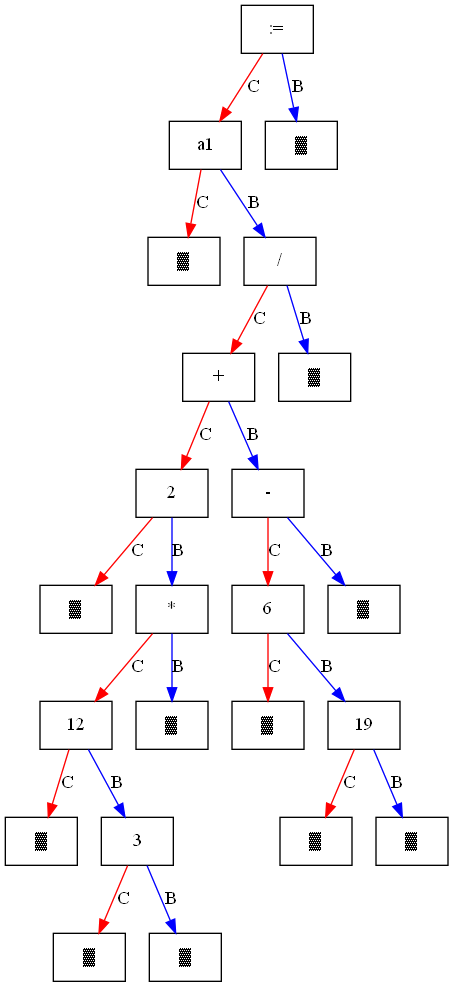 :=
C B
a1 ▓
C B
▓ /
C B
+ ▓
C B
2 -
C B C B
▓ * 6 ▓
C B C B
12 ▓ ▓ 19
C B C B
▓ 3 ▓ ▓
C B
▓ ▓